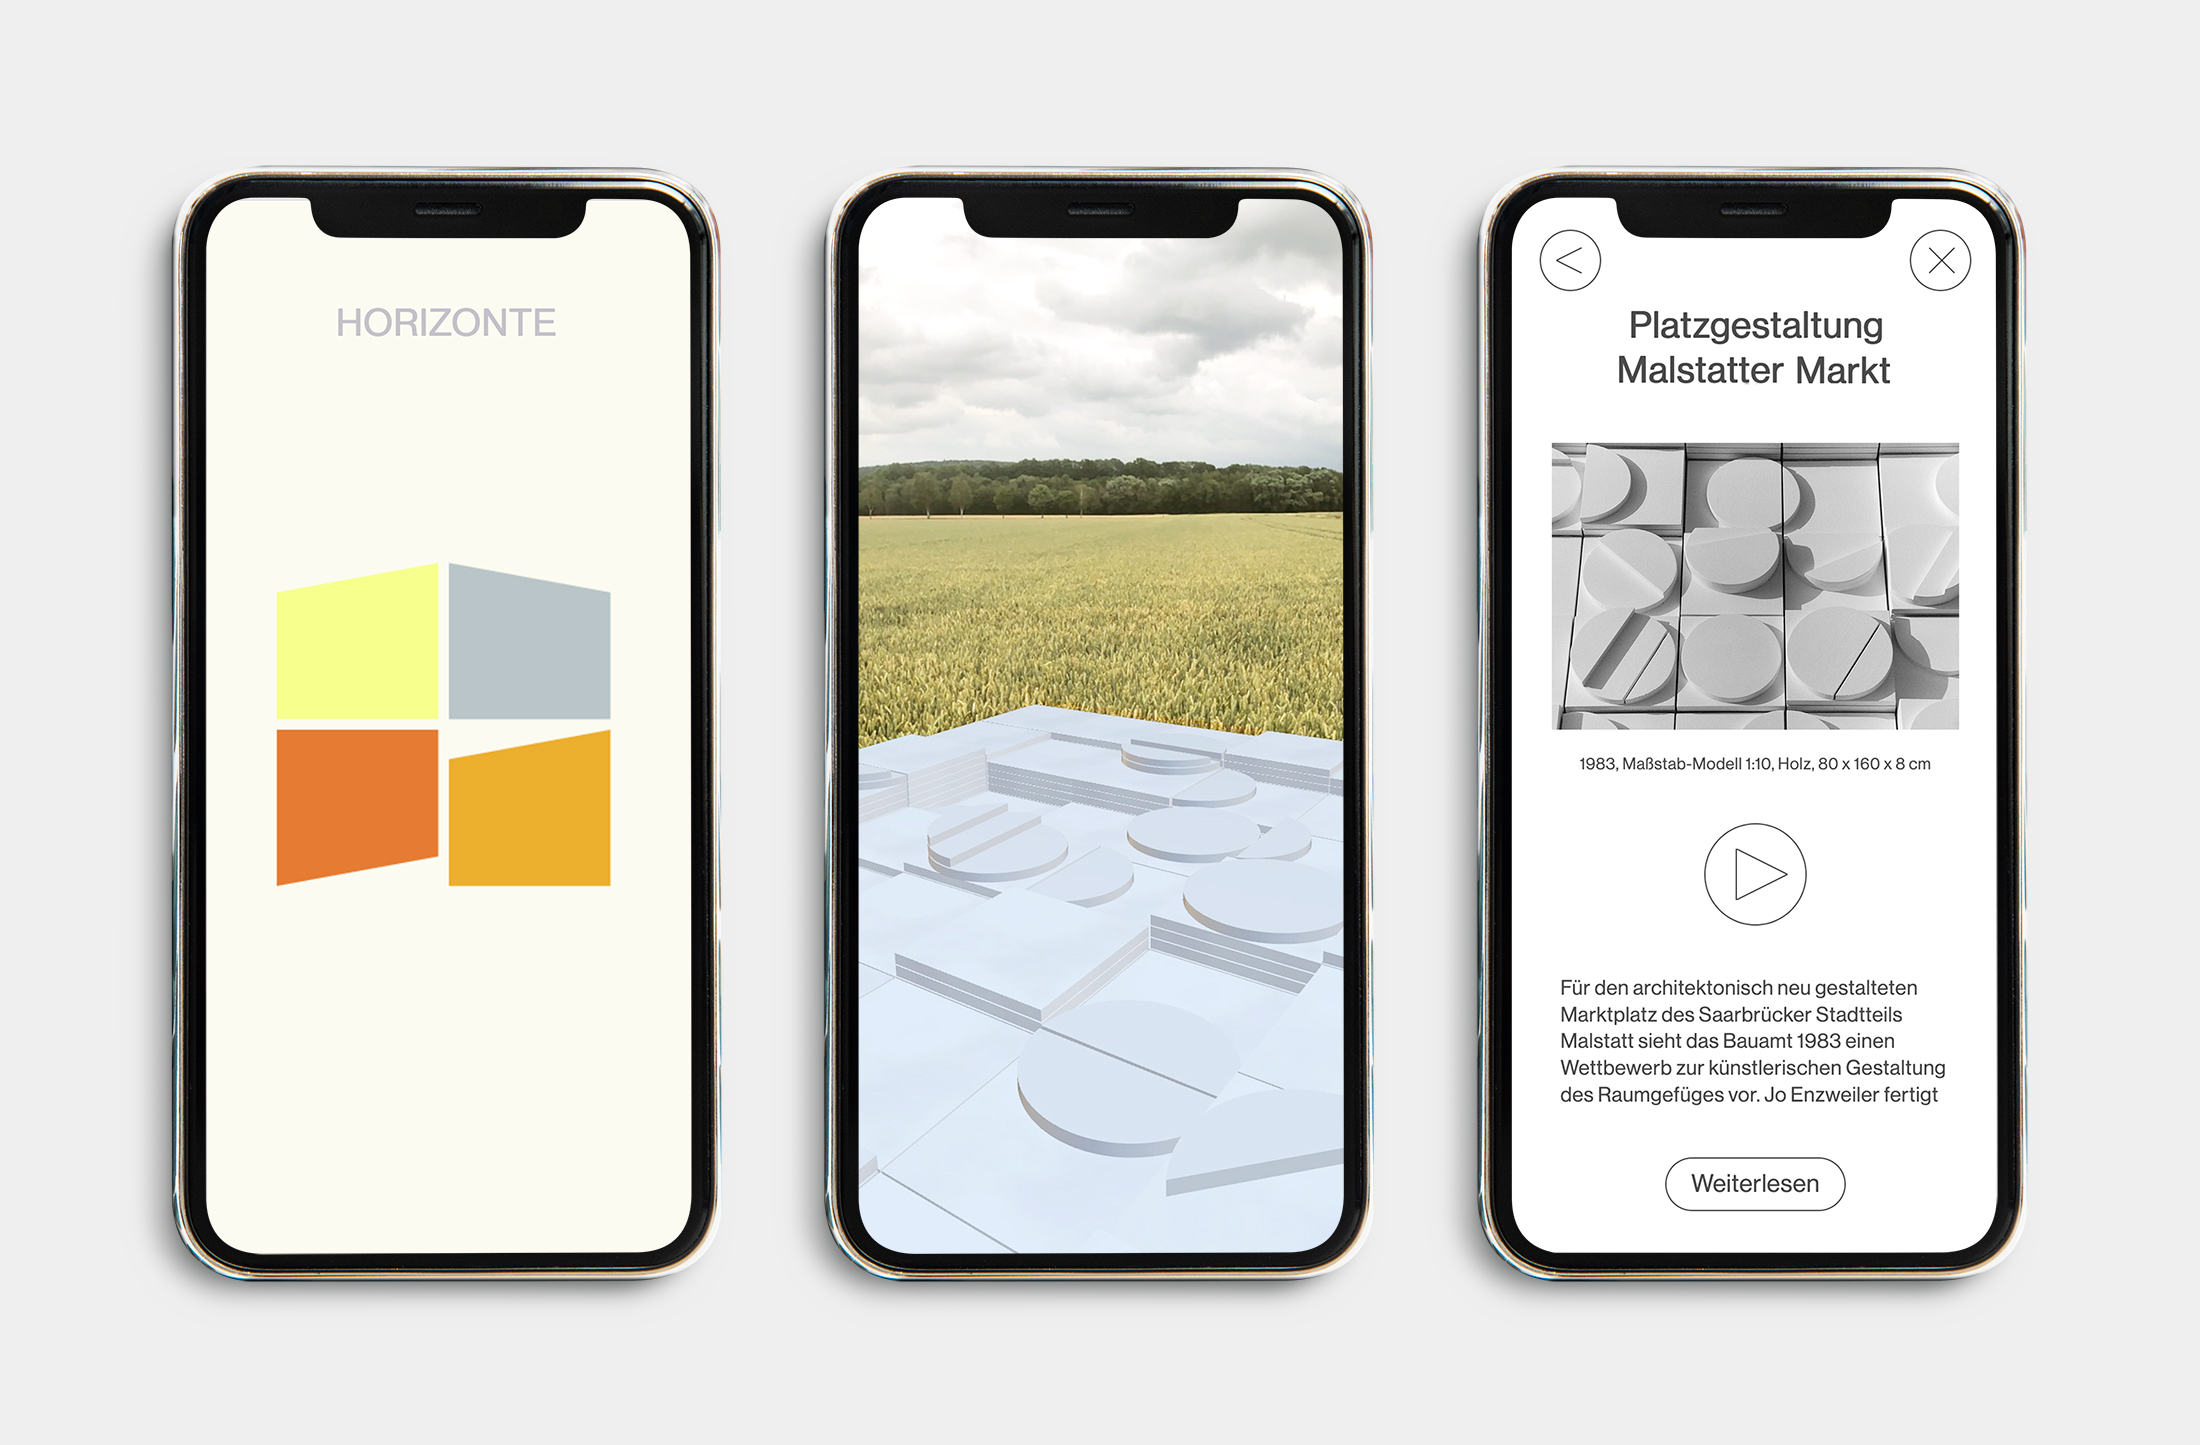 HORIZONTE
Platzgestaltung
Malstatter Markt
1983, Maßstab-Modell 1:10, Holz, 80 x 160 x 8 cm
Für den architektonisch neu gestalteten
Marktplatz des Saarbrücker Stadtteils
Malstatt sieht das Bauamt 1983 einen
Wettbewerb zur künstlerischen Gestaltung
des Raumgefüges vor. Jo Enzweiler fertigt
Weiterlesen